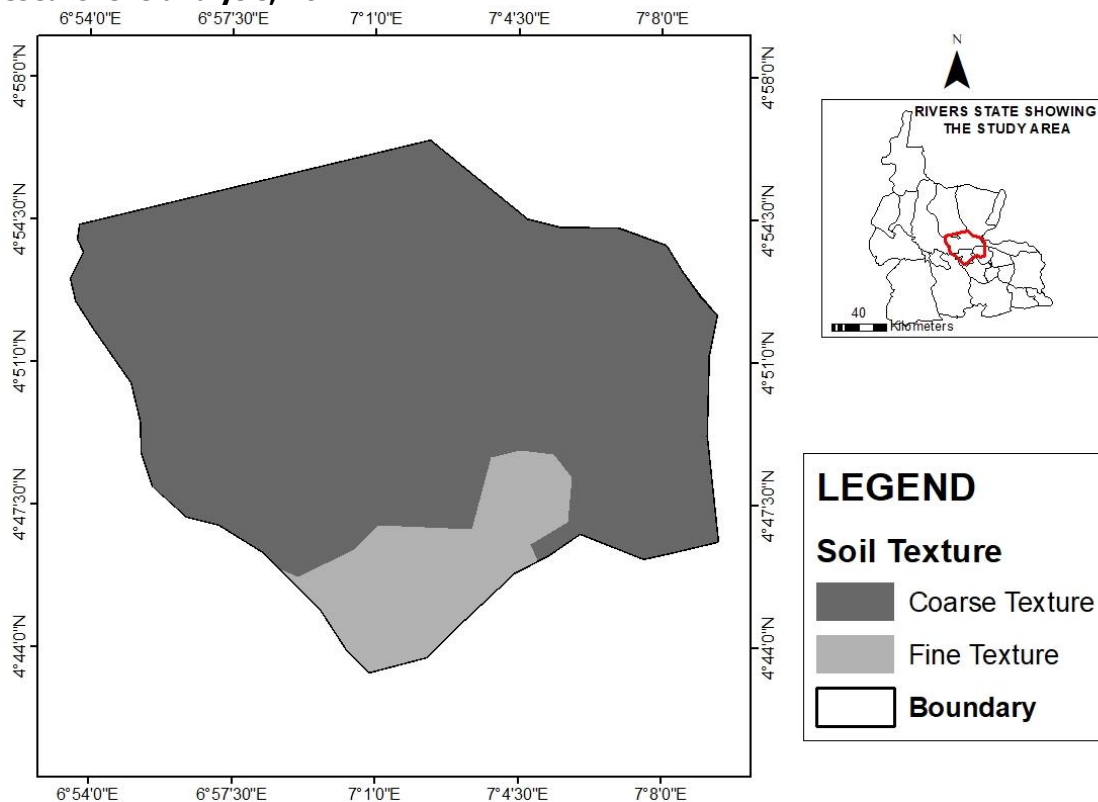 6°54'0"E 6°57'30"E 7°1'0"E 7°4'30"E 7°8'0"E
4°58'0"N 4°58'0"N
4°54'30"N 4°54'30"N
4°51'0"N 4°51'0"N
4°47'30"N 4°47'30"N
4°44'0"N 4°44'0"N
6°54'0"E 6°57'30"E 7°1'0"E 7°4'30"E 7°8'0"E
N
RIVERS STATE SHOWING
THE STUDY AREA
40
Kilometers
LEGEND
Soil Texture
Coarse Texture
Fine Texture
Boundary